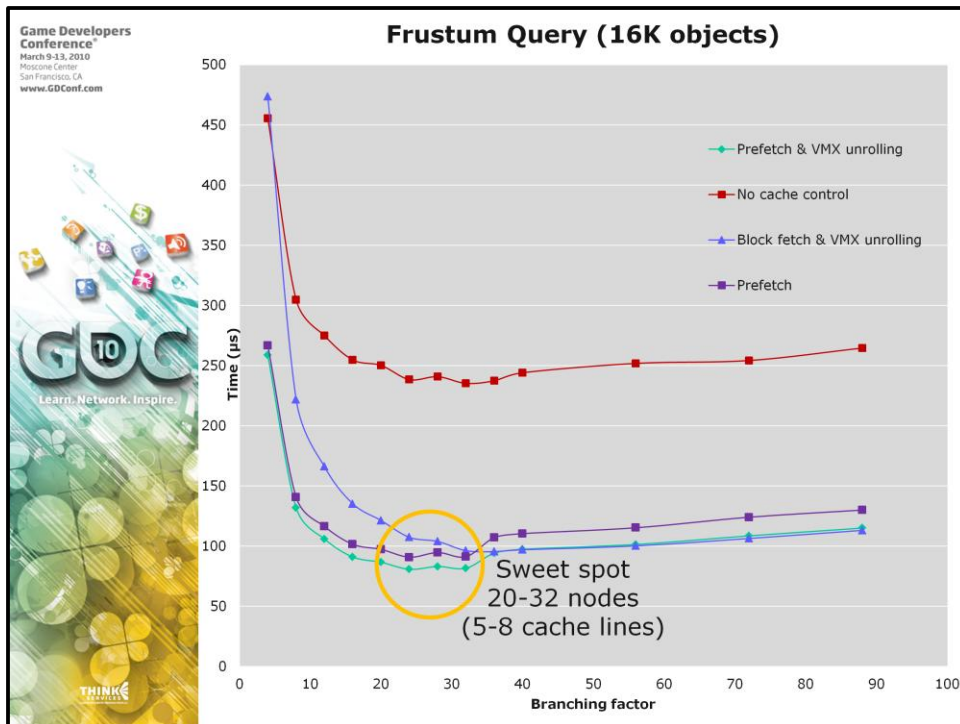 Game Developers
Conference®
March 9-13, 2010
Moscone Center
San Francisco, CA
www.GDConf.com
GDC
10
Learn. Network. Inspire.
THINK
SERVICES
Frustum Query (16K objects)
500
450
400
350
300
250
200
150
100
50
0
Time (µs)
Prefetch & VMX unrolling
No cache control
Block fetch & VMX unrolling
Prefetch
Sweet spot
20-32 nodes
(5-8 cache lines)
0 10 20 30 40 50 60 70 80 90 100
Branching factor